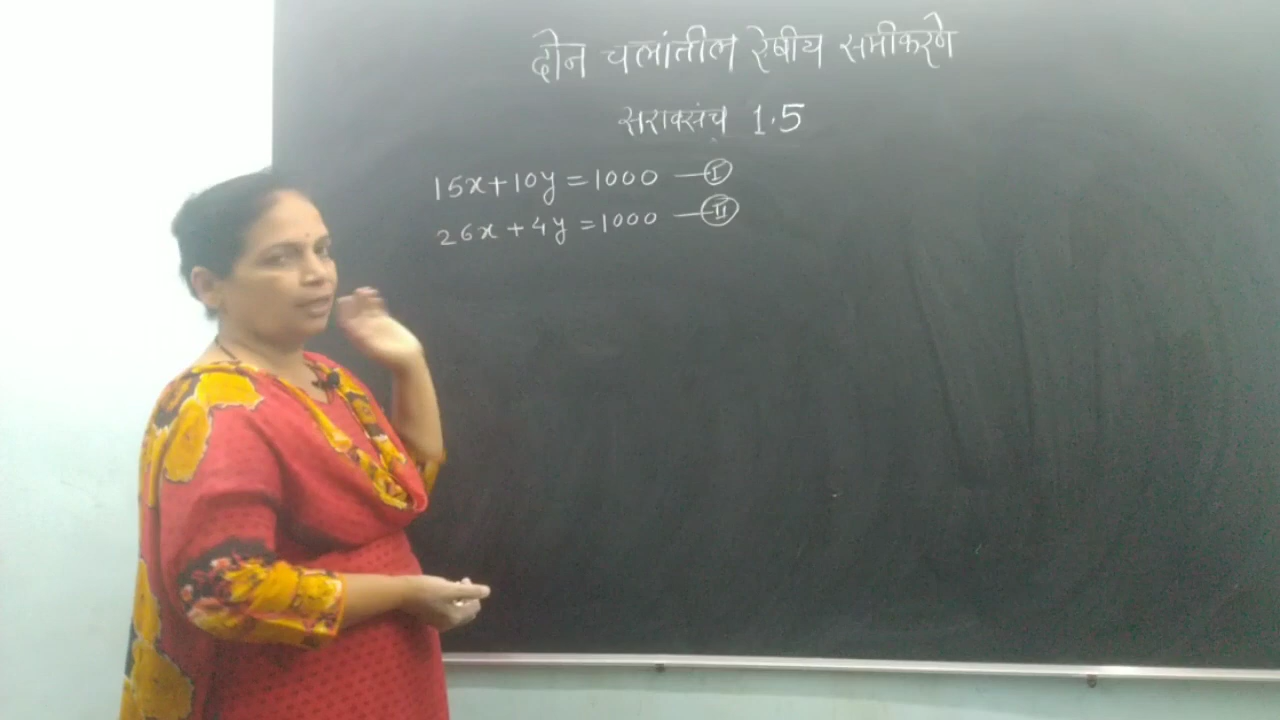 दोन चलांतील रेषीय समीकरणे
सरावसंच 1.5
15x + 10y = 1000 — Ⅰ
26x + 4y = 1000 — Ⅱ